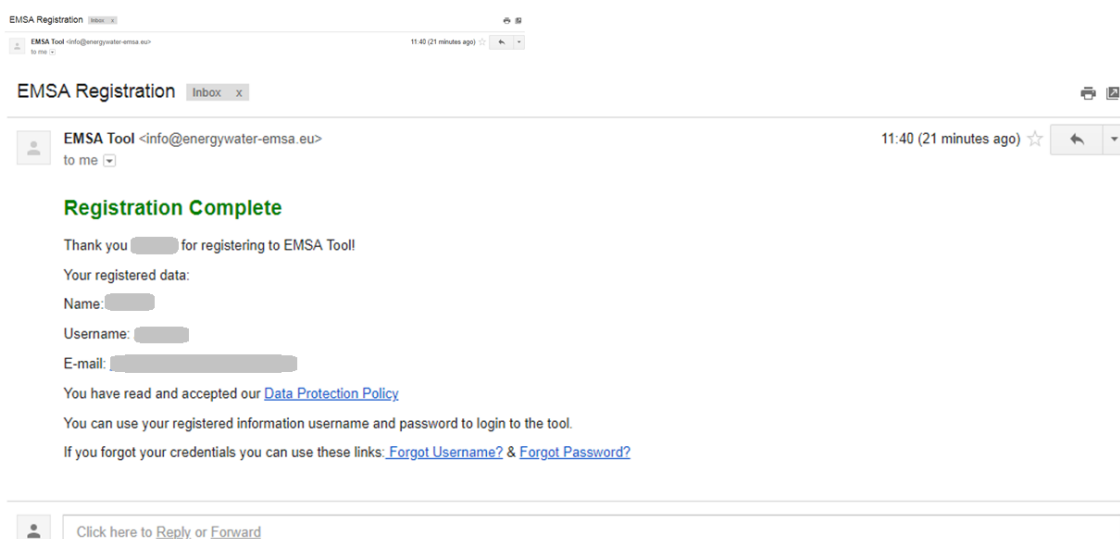 EMSA Registration Inbox x
EMSA Tool <info@energywater-emsa.eu> 11:40 (21 minutes ago)
to me
EMSA Registration Inbox x
EMSA Tool <info@energywater-emsa.eu> 11:40 (21 minutes ago)
to me
Registration Complete
Thank you for registering to EMSA Tool!
Your registered data:
Name:
Username:
E-mail:
You have read and accepted our Data Protection Policy
You can use your registered information username and password to login to the tool.
If you forgot your credentials you can use these links: Forgot Username? & Forgot Password?
Click here to Reply or Forward